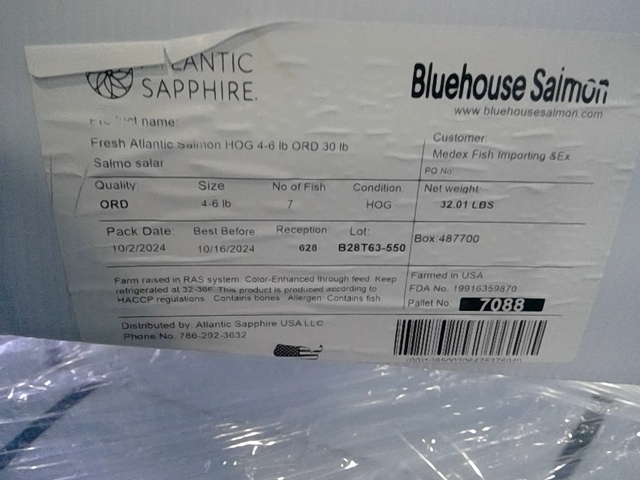 ATLANTIC
SAPPHIRE.
Bluehouse Salmon
www.bluehousesalmon.com
Product name:
Fresh Atlantic Salmon HOG 4-6 lb ORD 30 lb
Salmo salar
Customer:
Medex Fish Importing &Ex
PO No
Quality Size No of Fish Condition:
ORD 4-6 lb 7 HOG
Net weight:
32.01 LBS
Pack Date: Best Before Reception: Lot:
10/2/2024 10/16/2024 628 B28T63-550
Box 487700
Farm raised in RAS system. Color-Enhanced through feed. Keep
refrigerated at 32-36F. This product is produced according to
HACCP regulations. Contains bones. Allergen: Contains fish
Farmed in USA
FDA No. 19916359870
Pallet No. 7088
Distributed by: Atlantic Sapphire USA LLC
Phone No. 786-292-3632